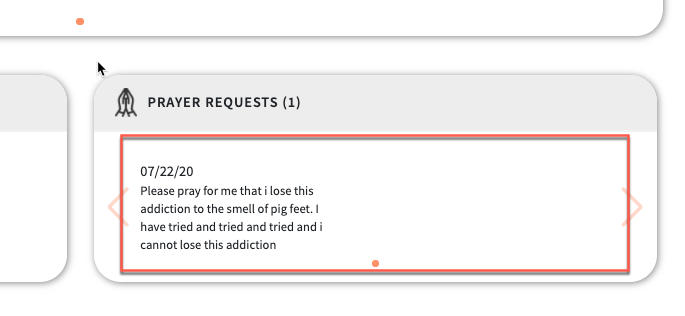 PRAYER REQUESTS (1)
07/22/20
Please pray for me that i lose this
addiction to the smell of pig feet. I
have tried and tried and tried and i
cannot lose this addiction